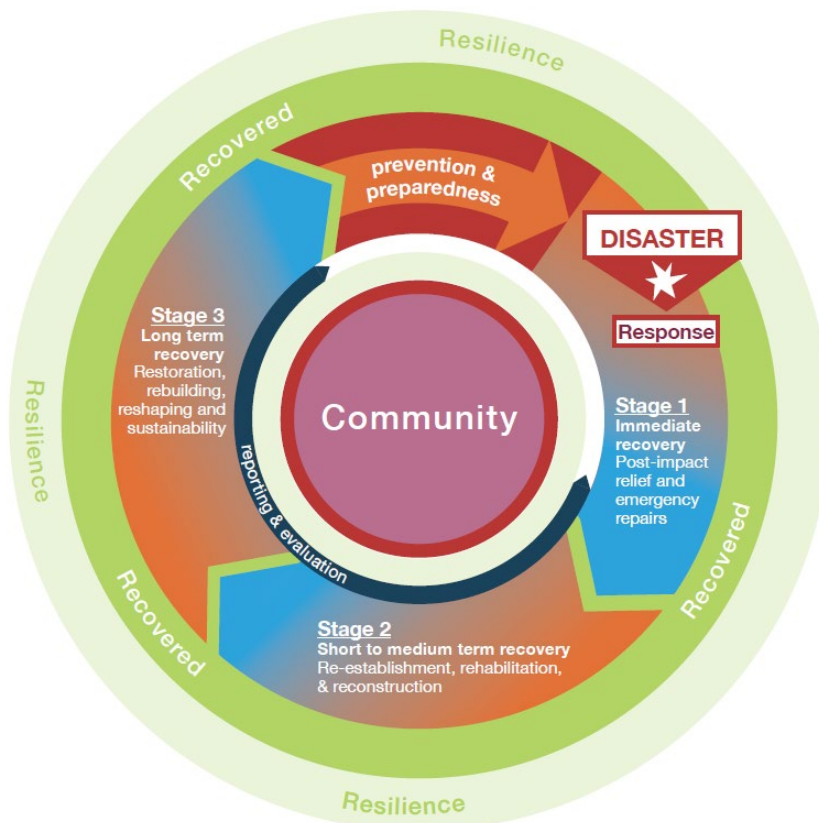 Resilience
Recovered
prevention &
preparedness
DISASTER
Response
Stage 1
Immediate
recovery
Post-impact
relief and
emergency
repairs
Recovered
Stage 2
Short to medium term recovery
Re-establishment, rehabilitation,
& reconstruction
Recovered
Stage 3
Long term
recovery
Restoration,
rebuilding,
reshaping and
sustainability
reporting & evaluation
Community
Resilience
Resilience